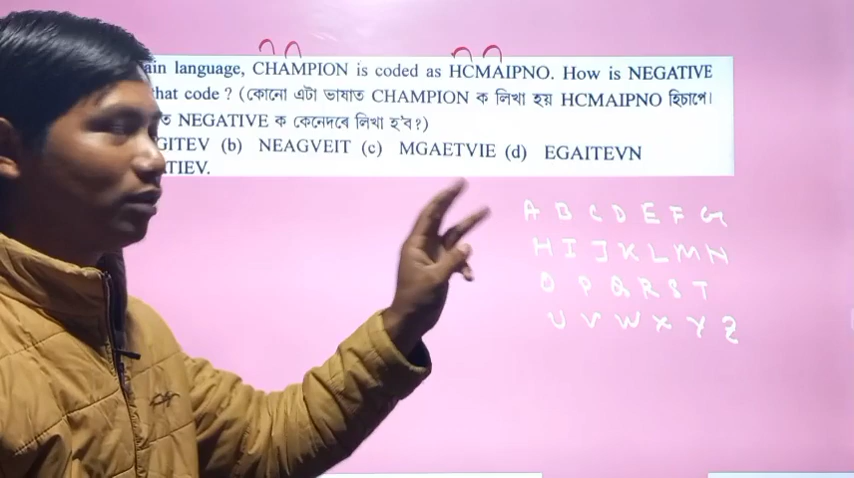 ain language, CHAMPION is coded as HCMAIPNO. How is NEGATIVE
hat code ? (কোনো এটা ভাষাত CHAMPION ক লিখা হয় HCMAIPNO হিচাপে।
ত NEGATIVE ক কেনেদৰে লিখা হ'ব?)
GITEV (b) NEAGVEIT (c) MGAETVIE (d) EGAITEVN
TIEV.
A B C D E F G
H I J K L M N
O P Q R S T
U V W X Y Z